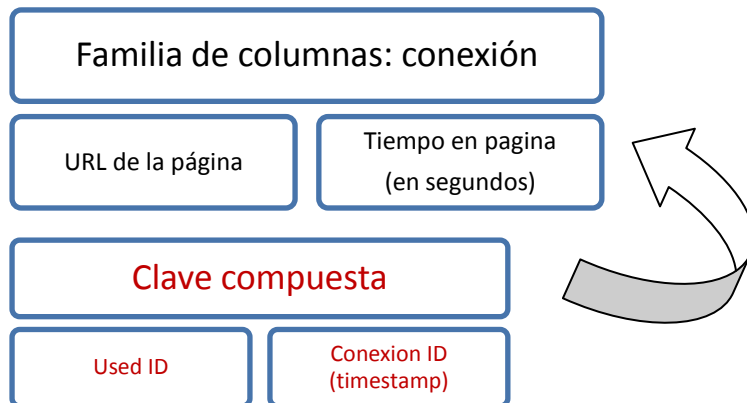 Familia de columnas: conexión
URL de la página
Tiempo en pagina
(en segundos)
Clave compuesta
Used ID
Conexion ID
(timestamp)